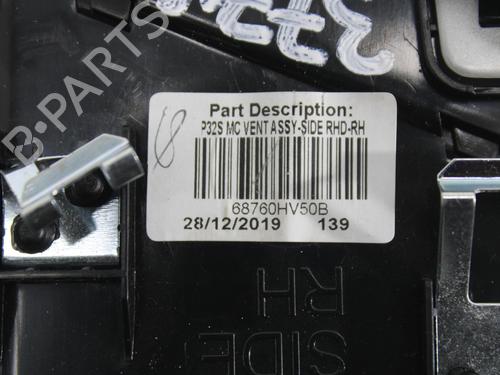 Part Description:
P32S MC VENT ASSY-SIDE RHD-RH
68760HV50B
28/12/2019 139
B-PARTS
RH
SIDE